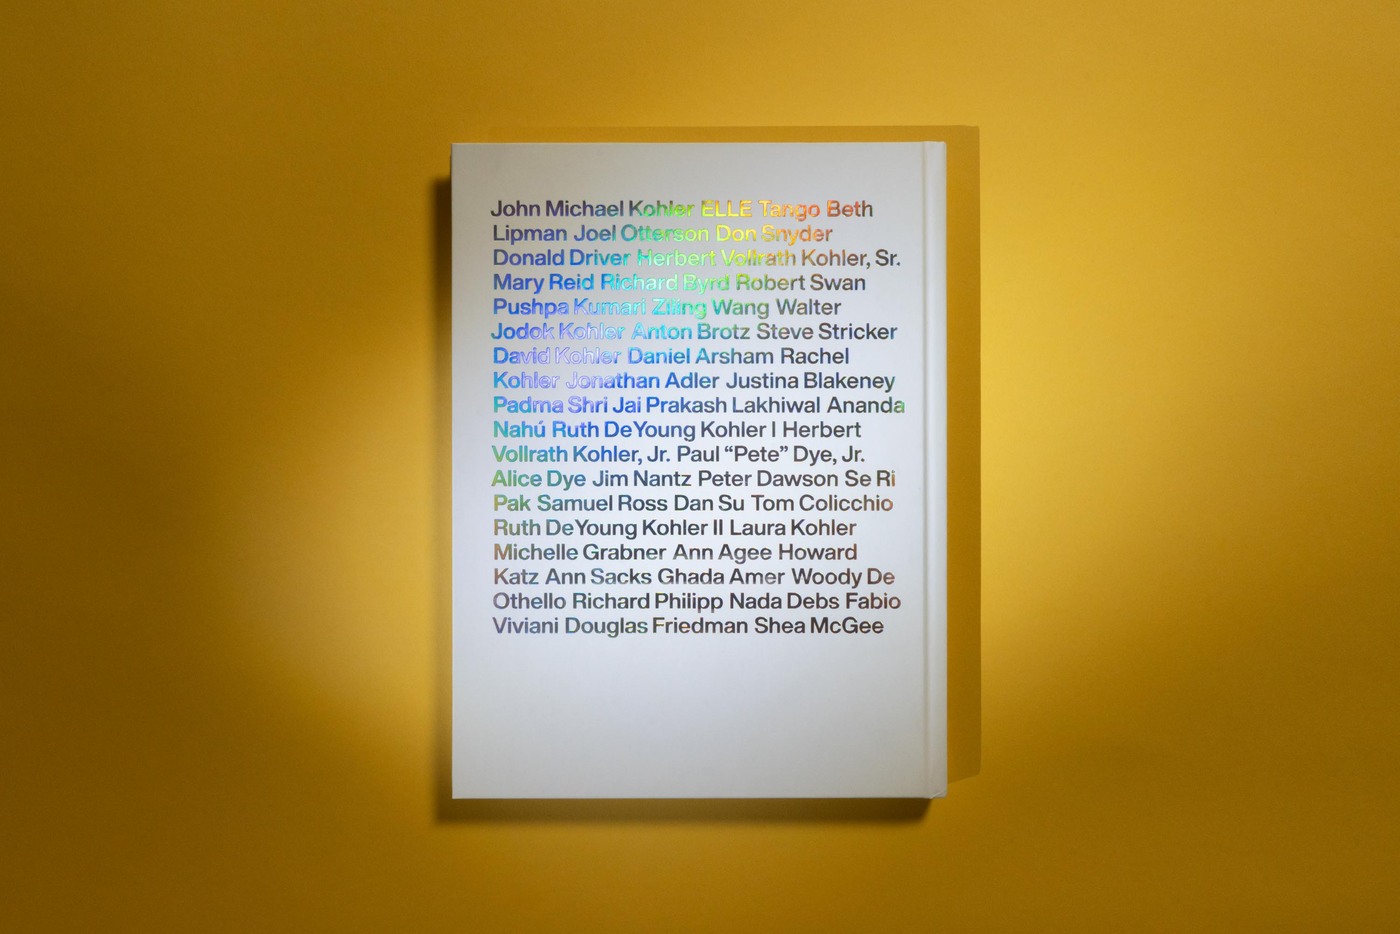 John Michael Kohler ELLE Tango Beth
Lipman Joel Otterson Don Snyder
Donald Driver Herbert Vollrath Kohler, Sr.
Mary Reid Richard Byrd Robert Swan
Pushpa Kumari Ziling Wang Walter
Jodok Kohler Anton Brotz Steve Stricker
David Kohler Daniel Arsham Rachel
Kohler Jonathan Adler Justina Blakeney
Padma Shri Jai Prakash Lakhiwal Ananda
Nahú Ruth DeYoung Kohler I Herbert
Vollrath Kohler, Jr. Paul “Pete” Dye, Jr.
Alice Dye Jim Nantz Peter Dawson Se Ri
Pak Samuel Ross Dan Su Tom Colicchio
Ruth DeYoung Kohler II Laura Kohler
Michelle Grabner Ann Agee Howard
Katz Ann Sacks Ghada Amer Woody De
Othello Richard Philipp Nada Debs Fabio
Viviani Douglas Friedman Shea McGee